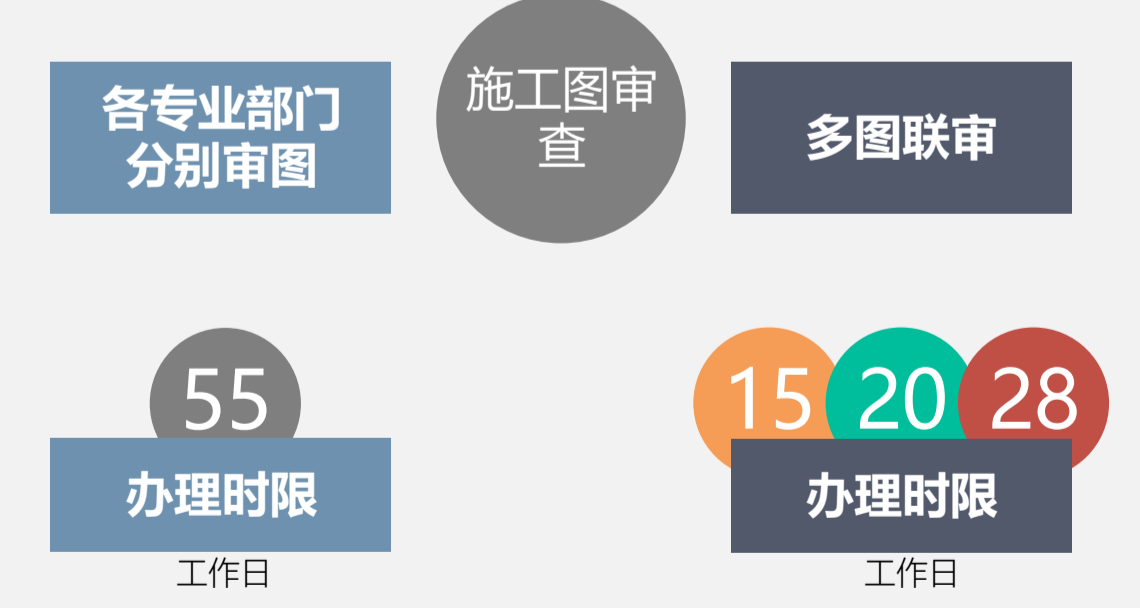 施工图审
查
各专业部门
分别审图
多图联审
55
15 20 28
办理时限
办理时限
工作日
工作日